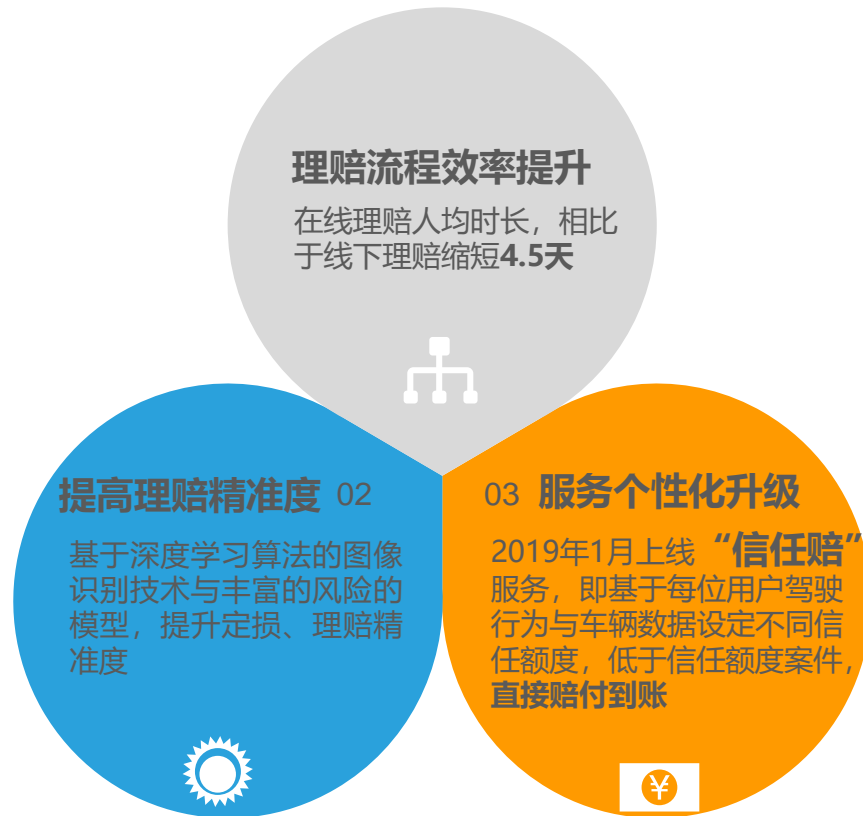 理赔流程效率提升
在线理赔人均时长，相比
于线下理赔缩短4.5天
提高理赔精准度 02
基于深度学习算法的图像
识别技术与丰富的风险的
模型，提升定损、理赔精
准度
03 服务个性化升级
2019年1月上线“信任赔”
服务，即基于每位用户驾驶
行为与车辆数据设定不同信
任额度，低于信任额度案件，
直接赔付到账
¥